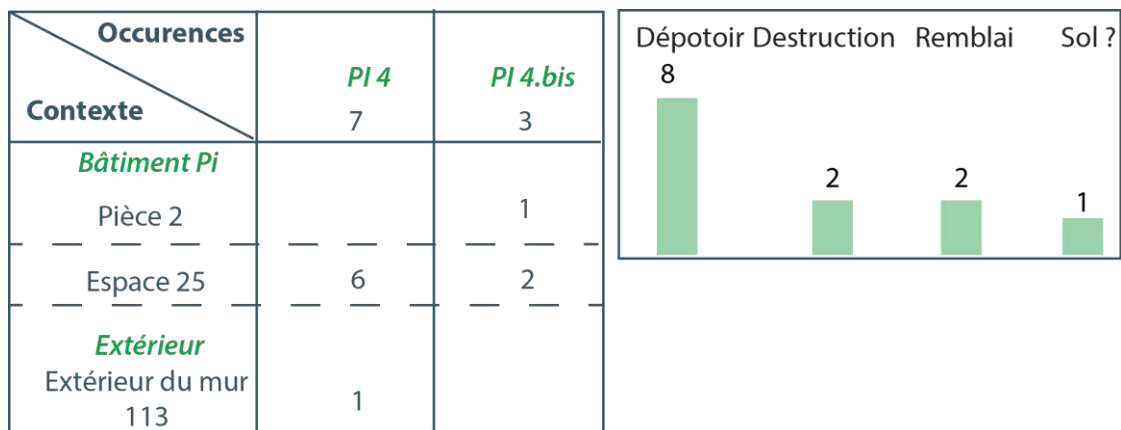 Occurences
Contexte
PI 4
PI 4.bis
7
3
Bâtiment Pi
Pièce 2
1
Espace 25
6
2
Extérieur
Extérieur du mur
113
1
Dépotoir Destruction Remblai Sol ?
8
2
2
1